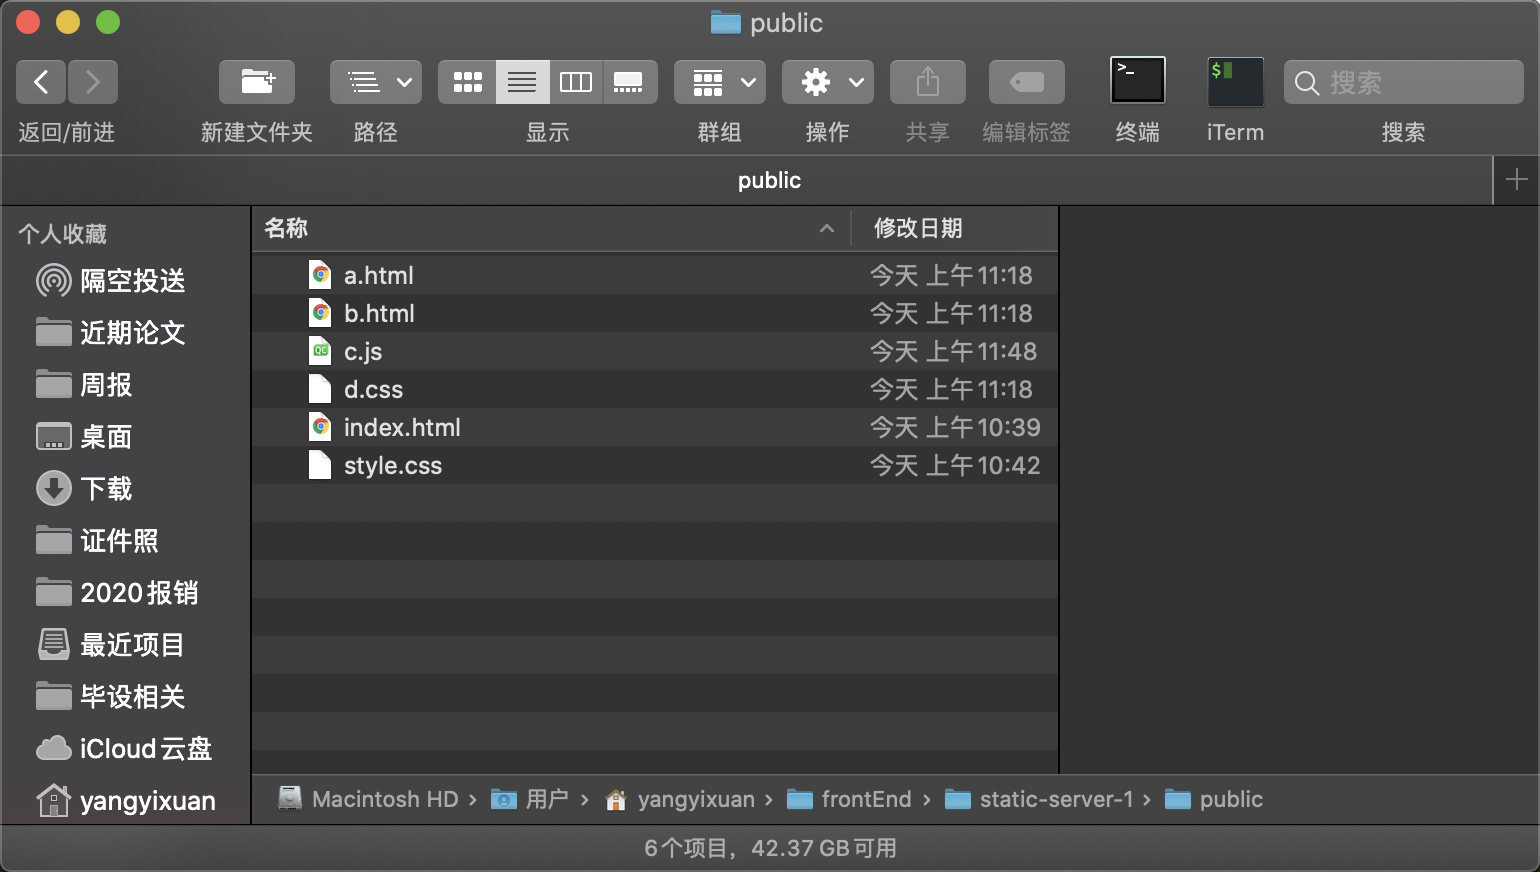 public
搜索
返回/前进 新建文件夹 路径 显示 群组 操作 共享 编辑标签 终端 iTerm 搜索
public
个人收藏
隔空投送
近期论文
周报
桌面
下载
证件照
2020报销
最近项目
毕设相关
iCloud云盘
yangyixuan
名称 修改日期
a.html 今天 上午11:18
b.html 今天 上午11:18
c.js 今天 上午11:48
d.css 今天 上午11:18
index.html 今天 上午10:39
style.css 今天 上午10:42
Macintosh HD › 用户 › yangyixuan › frontEnd › static-server-1 › public
6个项目，42.37 GB可用